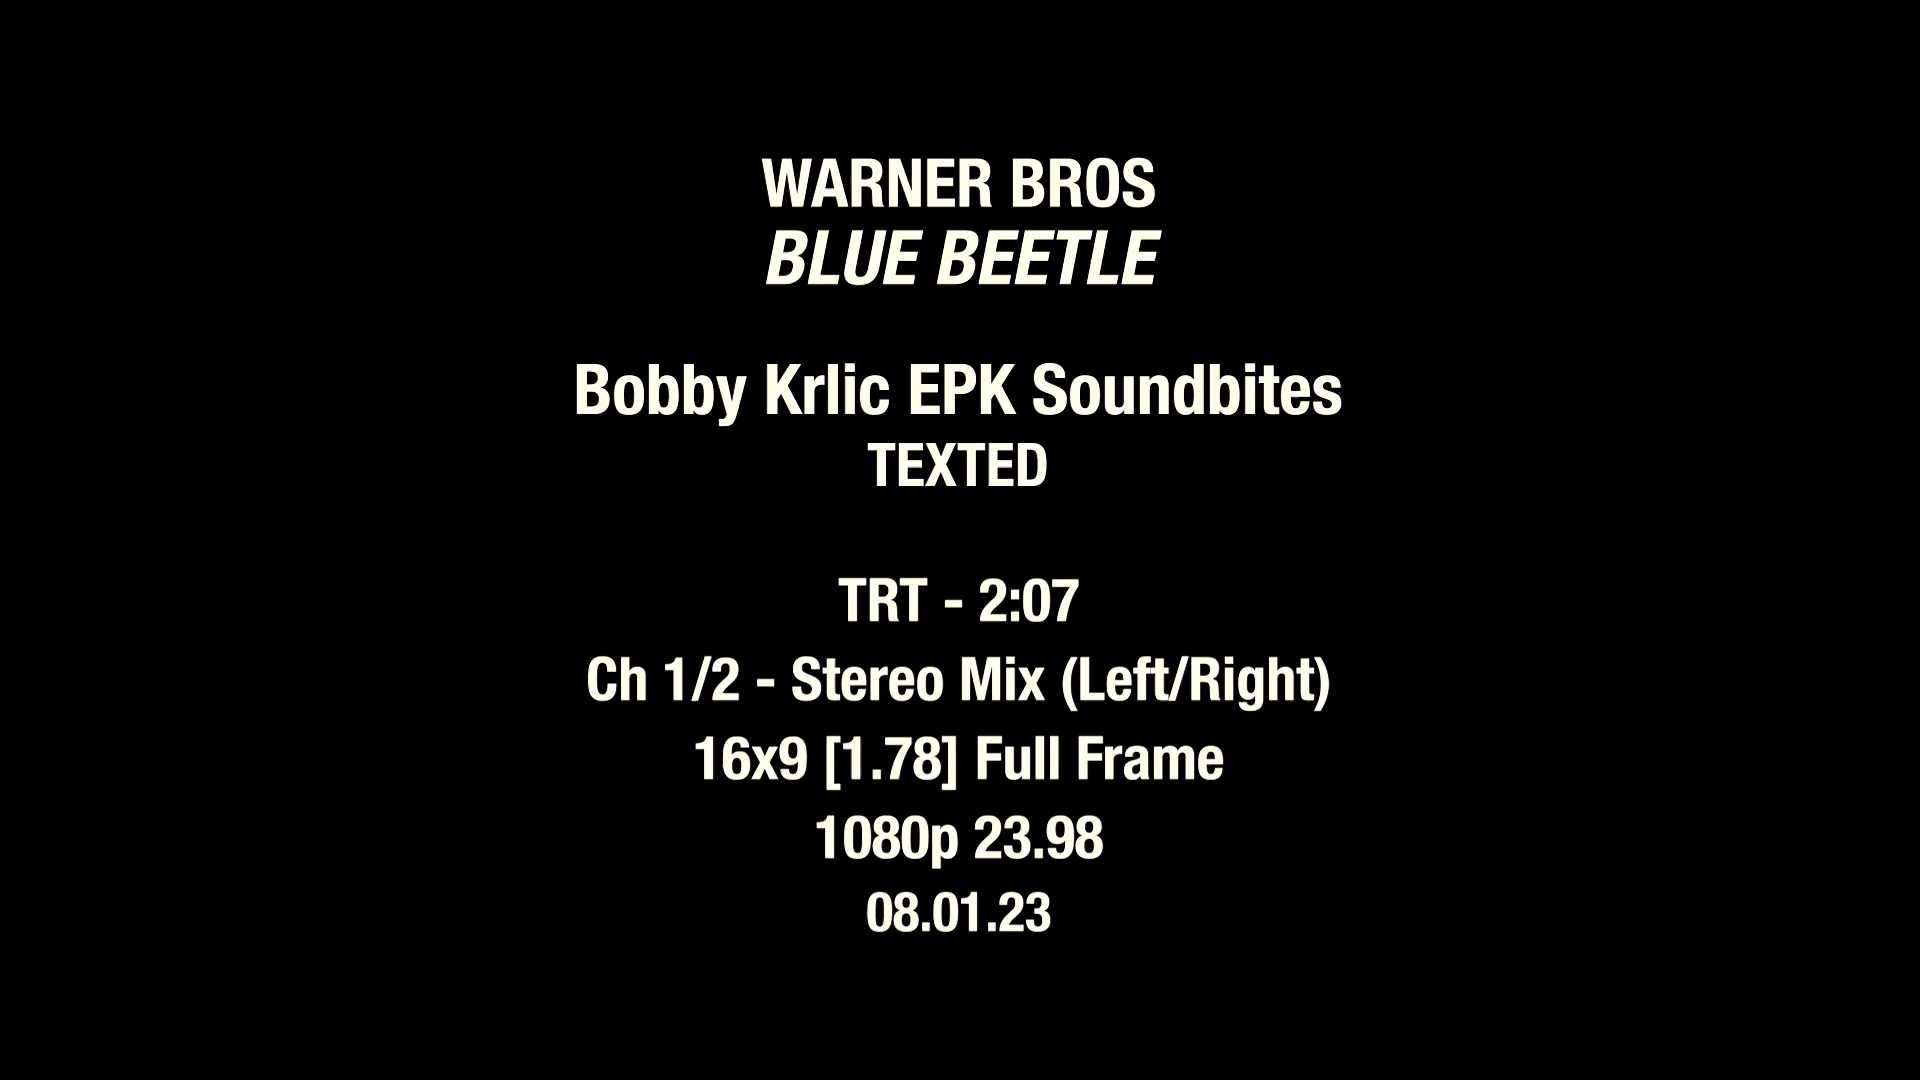 WARNER BROS
BLUE BEETLE
Bobby Krlic EPK Soundbites
TEXTED
TRT - 2:07
Ch 1/2 - Stereo Mix (Left/Right)
16x9 [1.78] Full Frame
1080p 23.98
08.01.23